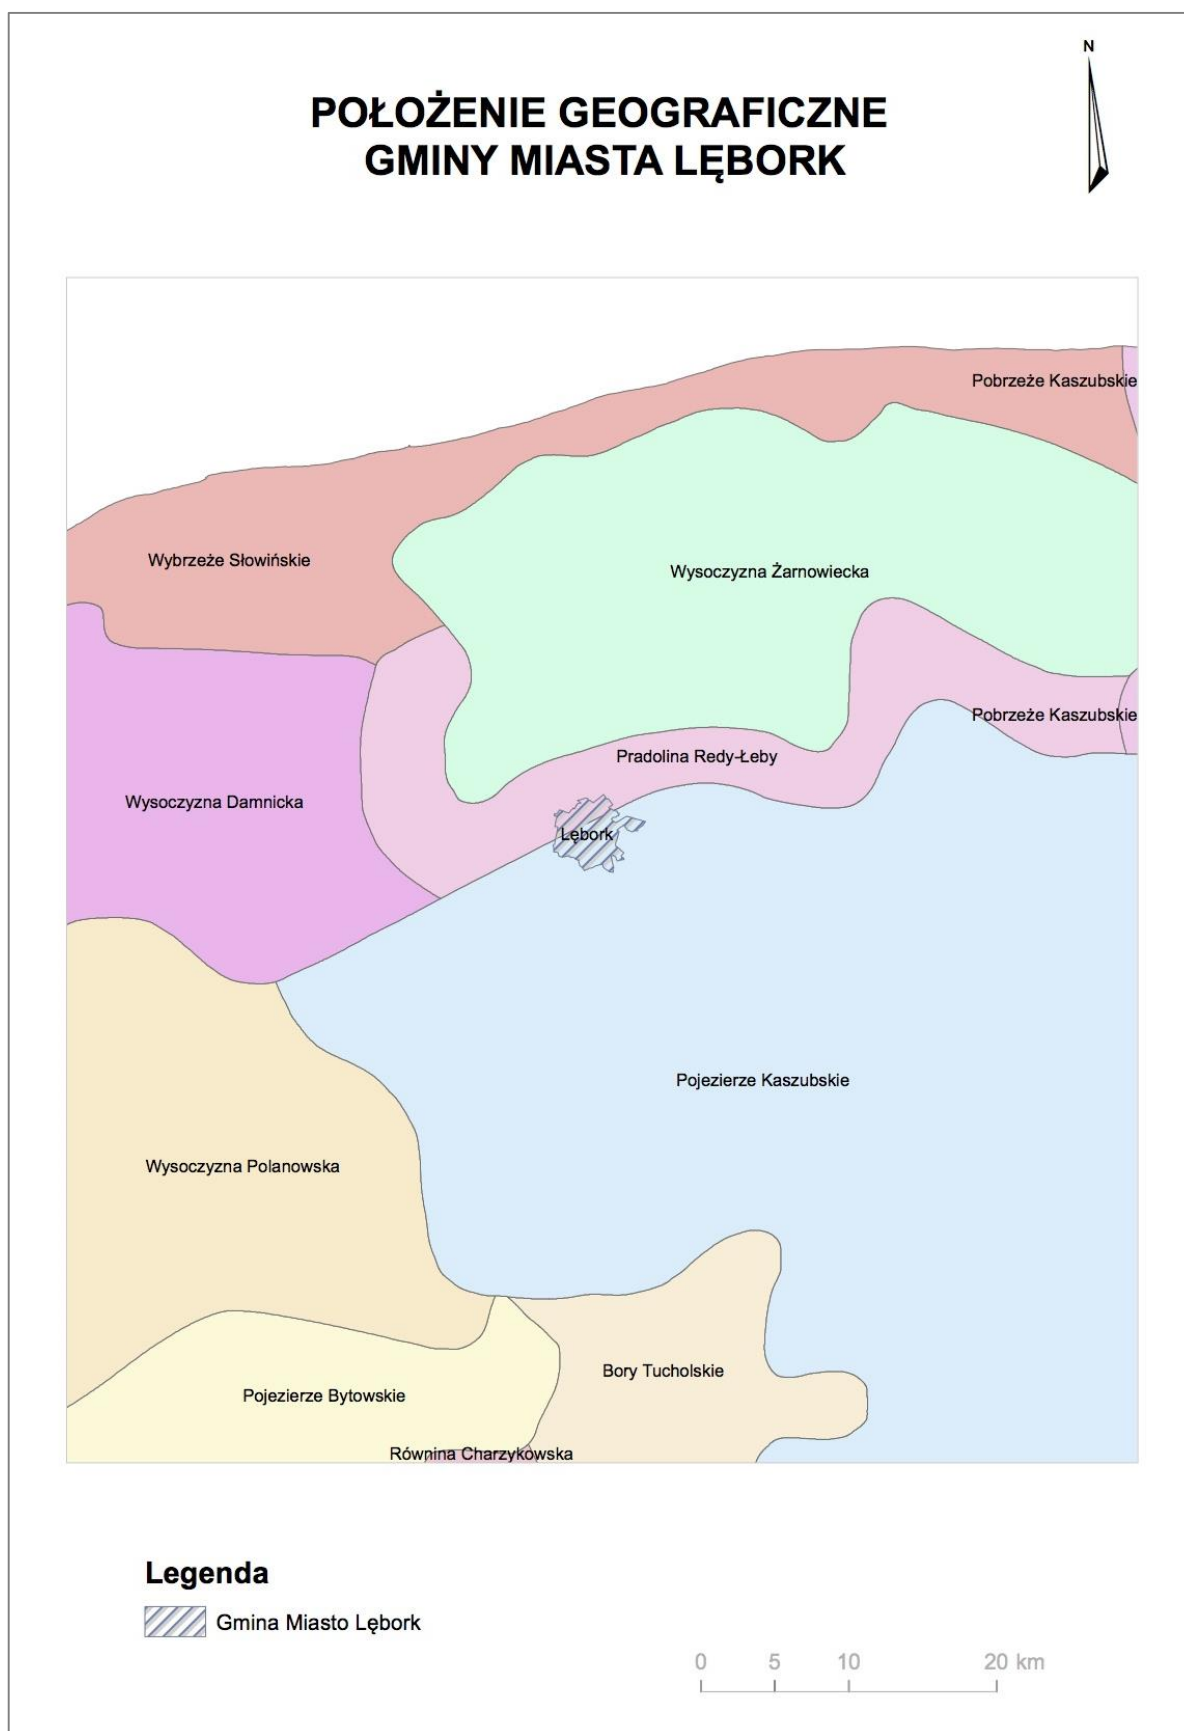 N
POŁOŻENIE GEOGRAFICZNE
GMINY MIASTA LĘBORK
Pobrzeże Kaszubskie
Wybrzeże Słowińskie
Wysoczyzna Żarnowiecka
Pobrzeże Kaszubskie
Pradolina Redy-Łeby
Wysoczyzna Damnicka
Lębork
Pojezierze Kaszubskie
Wysoczyzna Polanowska
Bory Tucholskie
Pojezierze Bytowskie
Równina Charzykowska
Legenda
Gmina Miasto Lębork
0 5 10 20 km